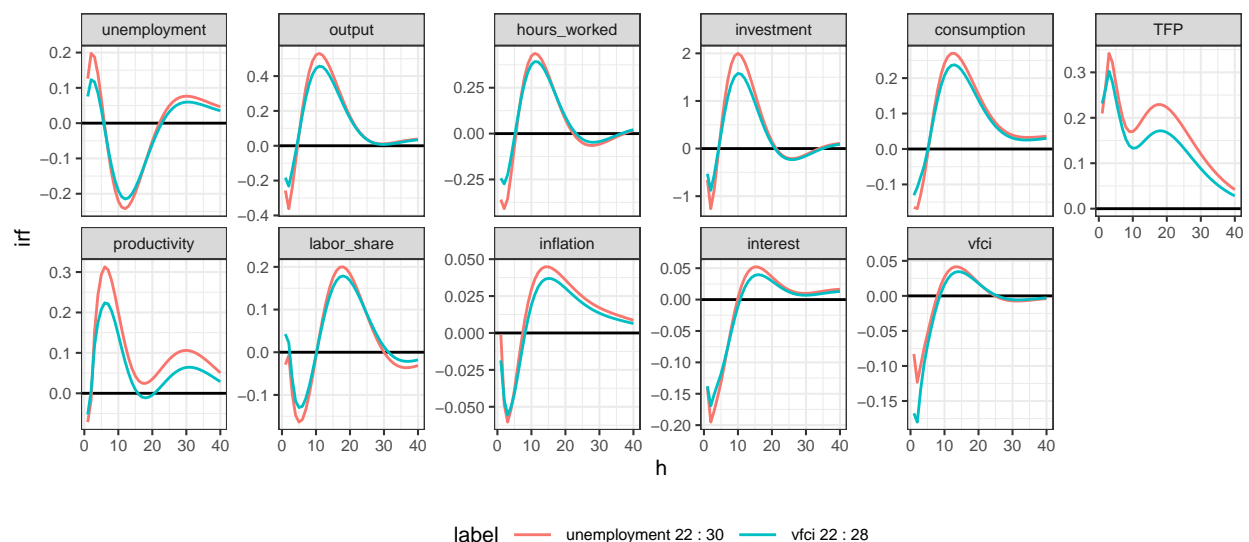 unemployment output hours_worked investment consumption TFP
0.2 0.1 0.0 −0.1 −0.2
0.4 0.2 0.0 −0.2 −0.4
0.25 0.00 −0.25
2 1 0 −1
0.2 0.1 0.0 −0.1
0.3 0.2 0.1 0.0
0 10 20 30 40
productivity labor_share inflation interest vfci
0.3 0.2 0.1 0.0
0.2 0.1 0.0 −0.1
0.050 0.025 0.000 −0.025 −0.050
0.05 0.00 −0.05 −0.10 −0.15 −0.20
0.05 0.00 −0.05 −0.10 −0.15
0 10 20 30 40 0 10 20 30 40 0 10 20 30 40 0 10 20 30 40 0 10 20 30 40
irf
h
label unemployment 22 : 30 vfci 22 : 28